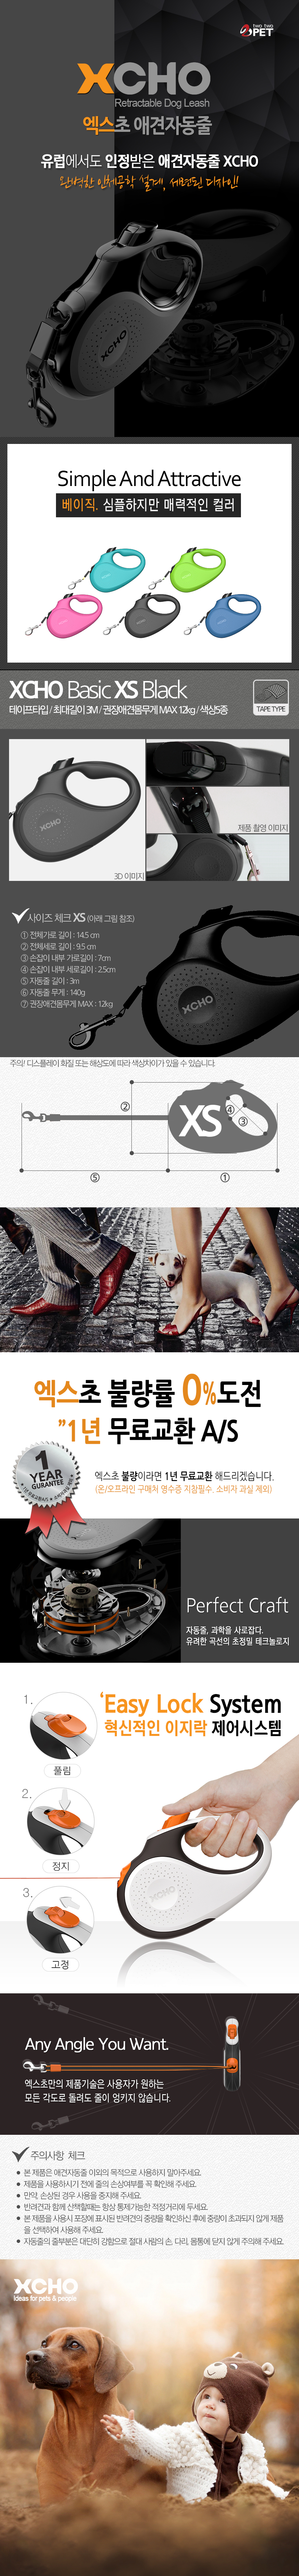 TWO TWO
PET
XCHO
Retractable Dog Leash
엑스초 애견자동줄
유럽에서도 인정받은 애견자동줄 XCHO
완벽한 인체공학 설계, 세련된 디자인!
XCHO
Simple And Attractive
베이직. 심플하지만 매력적인 컬러
XCHO Basic XS Black
테이프타입 / 최대길이 3M / 권장애견몸무게 MAX 12kg / 색상5종
TAPE TYPE
XCHO
3D 이미지
제품 촬영 이미지
사이즈 체크 XS (아래 그림 참조)
① 전체가로 길이 : 14.5 cm
② 전체세로 길이 : 9.5 cm
③ 손잡이 내부 가로길이 : 7cm
④ 손잡이 내부 세로길이 : 2.5cm
⑤ 자동줄 길이 : 3m
⑥ 자동줄 무게 : 140g
⑦ 권장애견몸무게 MAX : 12kg
XCHO
주의! 디스플레이 화질 또는 해상도에 따라 색상차이가 있을 수 있습니다.
②
XS
④
③
⑤
①
엑스초 불량률 0%도전
"1년 무료교환 A/S
1
YEAR
GURANTEE
엑스초 불량이라면 1년 무료교환 해드리겠습니다.
(온/오프라인 구매처 영수증 지참필수. 소비자 과실 제외)
Perfect Craft
자동줄, 과학을 사로잡다.
유려한 곡선의 초정밀 테크놀로지
'Easy Lock System
혁신적인 이지락 제어시스템
1.
풀림
2.
정지
3.
고정
XCHO
Any Angle You Want.
엑스초만의 제품기술은 사용자가 원하는
모든 각도로 돌려도 줄이 엉키지 않습니다.
주의사항 체크
● 본 제품은 애견자동줄 이외의 목적으로 사용하지 말아주세요.
● 제품을 사용하시기 전에 줄의 손상여부를 꼭 확인해 주세요.
● 만약, 손상된 경우 사용을 중지해 주세요.
● 반려견과 함께 산책할때는 항상 통제가능한 적정거리에 두세요.
● 본 제품을 사용시 포장에 표시된 반려견의 중량을 확인하신 후에 중량이 초과되지 않게 제품
을 선택하여 사용해 주세요.
● 자동줄의 줄부분은 대단히 강함으로 절대 사람의 손, 다리, 몸통에 닫지 않게 주의해 주세요.
XCHO
Ideas for pets & people